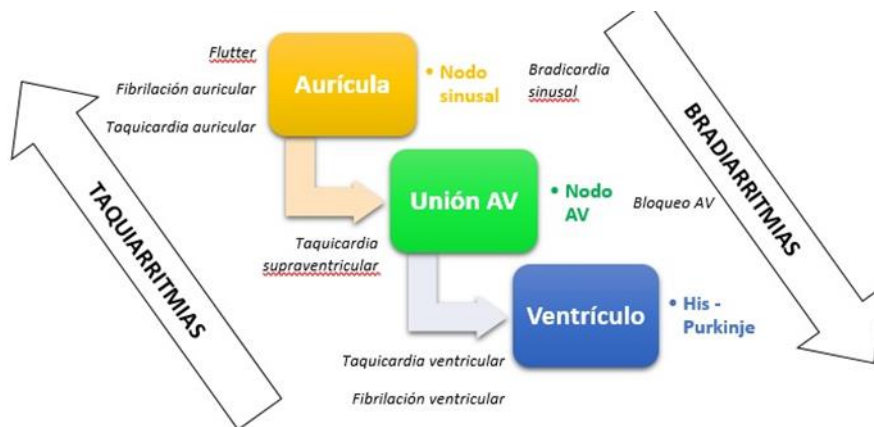 Flutter
Fibrilación auricular
Taquicardia auricular
Aurícula
• Nodo
sinusal
Bradicardia
sinusal
TAQUIARRITMIAS
BRADIARRITMIAS
Unión AV
• Nodo
AV
Bloqueo AV
Taquicardia
supraventricular
Ventrículo
• His -
Purkinje
Taquicardia ventricular
Fibrilación ventricular